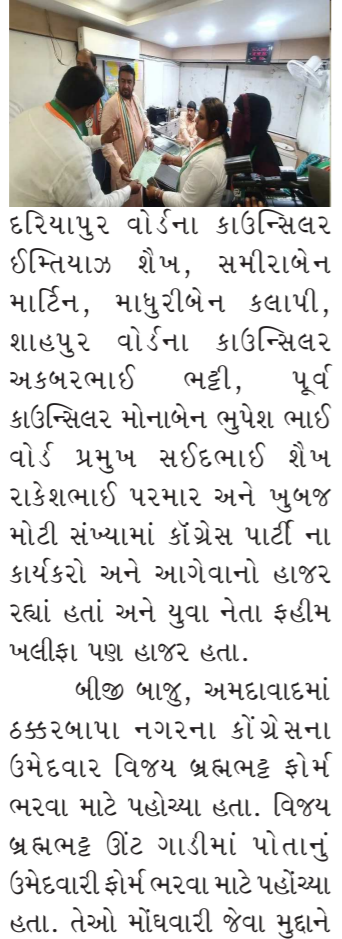 દરિયાપુર વોર્ડના કાઉન્સિલર
ઈમ્તિયાઝ શૈખ, સમીરાબેન
માર્ટિન, માધુરીબેન કલાપી,
શાહપુર વોર્ડના કાઉન્સિલર
અકબરભાઈ ભટ્ટી, પૂર્વ
કાઉન્સિલર મોનાબેન ભુપેશ ભાઈ
વોર્ડ પ્રમુખ સઈદભાઈ શૈખ
રાકેશભાઈ પરમાર અને ખુબજ
મોટી સંખ્યામાં કૉંગ્રેસ પાર્ટી ના
કાર્યકરો અને આગેવાનો હાજર
રહ્યાં હતાં અને યુવા નેતા ફહીમ
ખલીફા પણ હાજર હતા.
બીજી બાજુ, અમદાવાદમાં
ઠક્કરબાપા નગરના કોંગ્રેસના
ઉમેદવાર વિજય બ્રહ્મભટ્ટ ફોર્મ
ભરવા માટે પહોચ્યા હતા. વિજય
બ્રહ્મભટ્ટ ઊંટ ગાડીમાં પોતાનું
ઉમેદવારી ફોર્મ ભરવા માટે પહોંચ્યા
હતા. તેઓ મોંઘવારી જેવા મુદ્દાને